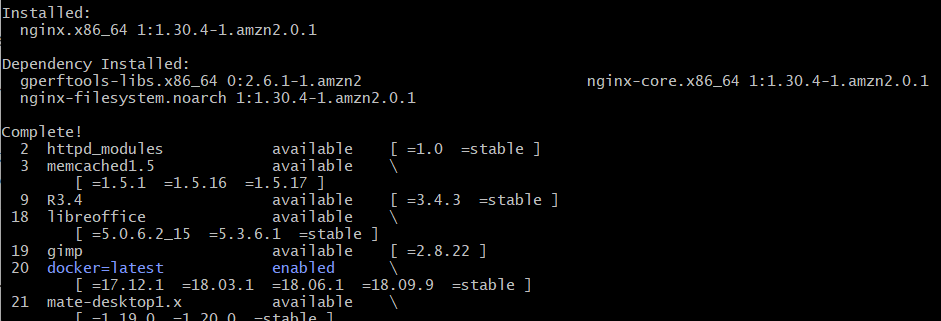 Installed:
nginx.x86_64 1:1.30.4-1.amzn2.0.1
Dependency Installed:
gperftools-libs.x86_64 0:2.6.1-1.amzn2 nginx-core.x86_64 1:1.30.4-1.amzn2.0.1
nginx-filesystem.noarch 1:1.30.4-1.amzn2.0.1
Complete!
2 httpd_modules available [ =1.0 =stable ]
3 memcached1.5 available \
[ =1.5.1 =1.5.16 =1.5.17 ]
9 R3.4 available [ =3.4.3 =stable ]
18 libreoffice available \
[ =5.0.6.2_15 =5.3.6.1 =stable ]
19 gimp available [ =2.8.22 ]
20 docker=latest enabled \
[ =17.12.1 =18.03.1 =18.06.1 =18.09.9 =stable ]
21 mate-desktop1.x available \
[ =1.19.0 =1.20.0 =stable ]